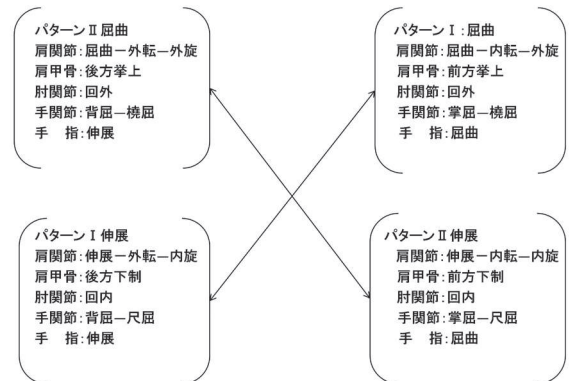 パターンⅡ屈曲
肩関節:屈曲－外転―外旋
肩甲骨:後方挙上
肘関節:回外
手関節:背屈―橈屈
手　指:伸展
パターンⅠ:屈曲
肩関節:屈曲－内転―外旋
肩甲骨:前方挙上
肘関節:回外
手関節:掌屈―橈屈
手　指:屈曲
パターンⅠ伸展
肩関節:伸展－外転―内旋
肩甲骨:後方下制
肘関節:回内
手関節:背屈―尺屈
手　指:伸展
パターンⅡ伸展
肩関節:伸展－内転―内旋
肩甲骨:前方下制
肘関節:回内
手関節:掌屈―尺屈
手　指:屈曲